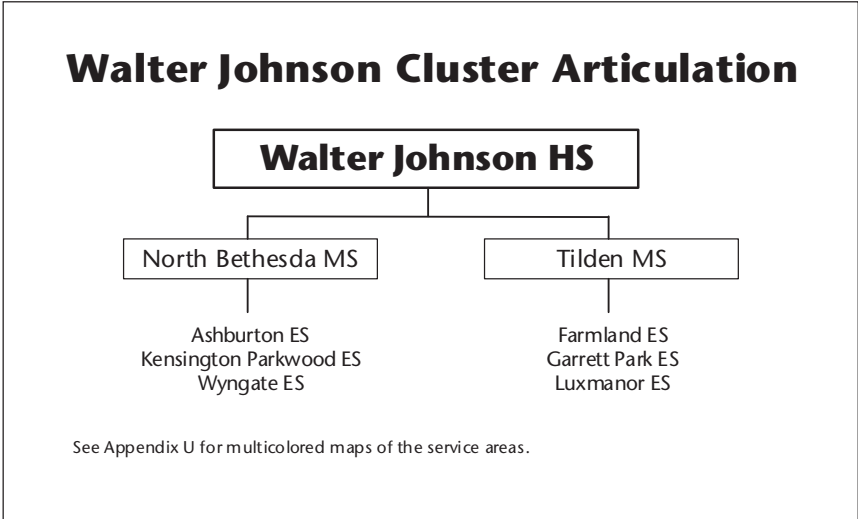 Walter Johnson Cluster Articulation
Walter Johnson HS
North Bethesda MS
Tilden MS
Ashburton ES
Kensington Parkwood ES
Wyngate ES
Farmland ES
Garrett Park ES
Luxmanor ES
See Appendix U for multicolored maps of the service areas.